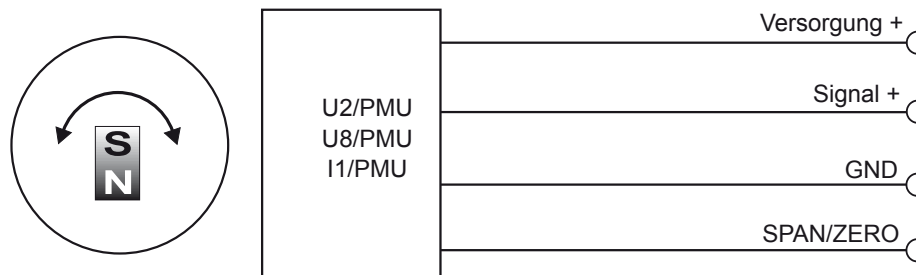 Versorgung +
Signal +
GND
SPAN/ZERO
U2/PMU
U8/PMU
I1/PMU
S
N